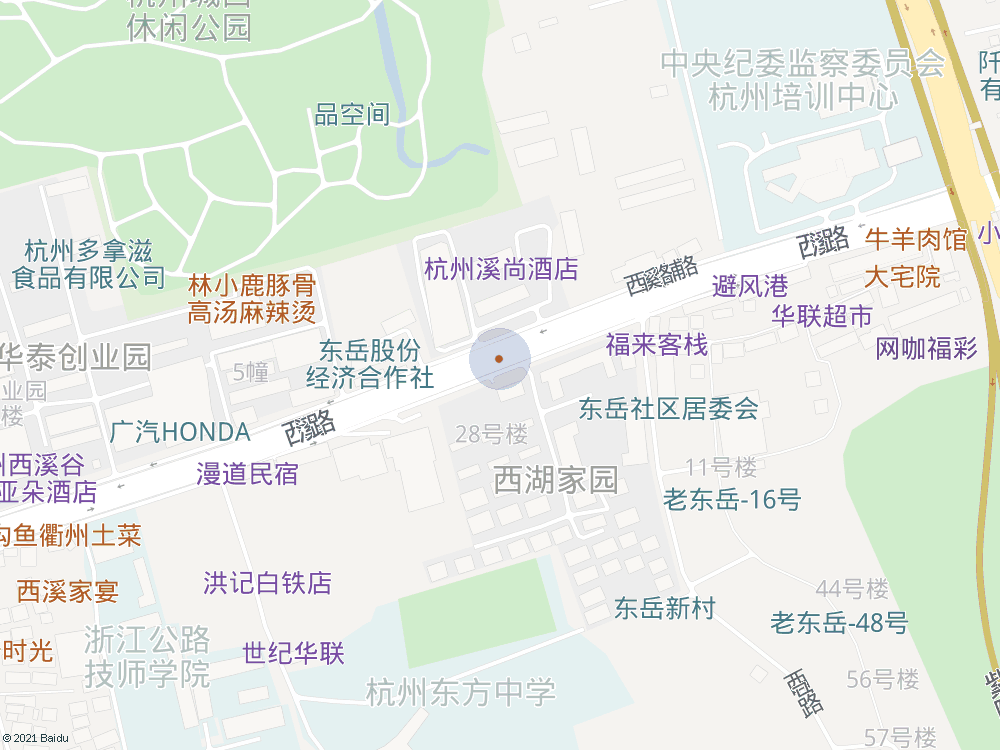 杭州城西
休闲公园
中央纪委监察委员会
杭州培训中心
品空间
杭州多拿滋
食品有限公司
林小鹿豚骨
高汤麻辣烫
杭州溪尚酒店
西溪路
西溪路辅路
牛羊肉馆
大宅院
避风港
华联超市
福来客栈
网咖福彩
华泰创业园
5幢
东岳股份
经济合作社
东岳社区居委会
广汽HONDA
西溪路
28号楼
漫道民宿
西湖家园
11号楼
老东岳-16号
州西溪谷
亚朵酒店
钩鱼衢州土菜
西溪家宴
洪记白铁店
东岳新村
44号楼
老东岳-48号
时光
浙江公路
技师学院
世纪华联
杭州东方中学
56号楼
57号楼
© 2021 Baidu